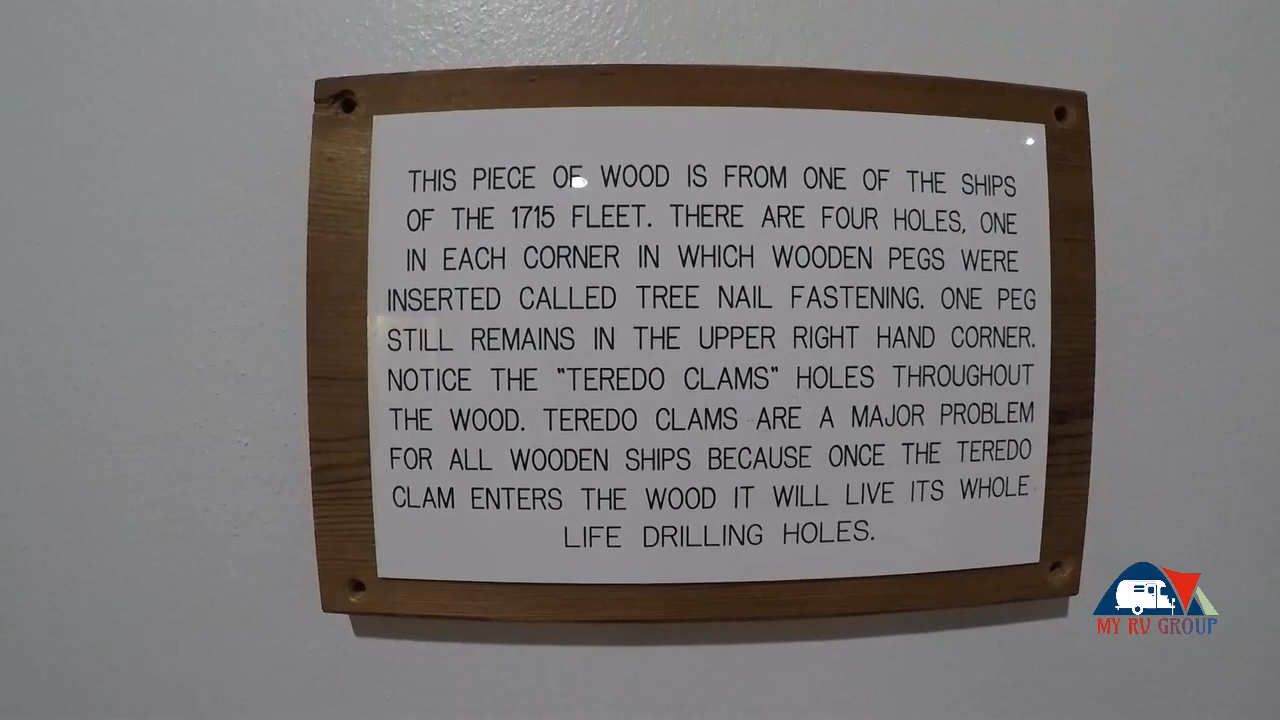 THIS PIECE OF WOOD IS FROM ONE OF THE SHIPS
OF THE 1715 FLEET. THERE ARE FOUR HOLES, ONE
IN EACH CORNER IN WHICH WOODEN PEGS WERE
INSERTED CALLED TREE NAIL FASTENING. ONE PEG
STILL REMAINS IN THE UPPER RIGHT HAND CORNER.
NOTICE THE "TEREDO CLAMS" HOLES THROUGHOUT
THE WOOD. TEREDO CLAMS ARE A MAJOR PROBLEM
FOR ALL WOODEN SHIPS BECAUSE ONCE THE TEREDO
CLAM ENTERS THE WOOD IT WILL LIVE ITS WHOLE
LIFE DRILLING HOLES.
MY RV GROUP